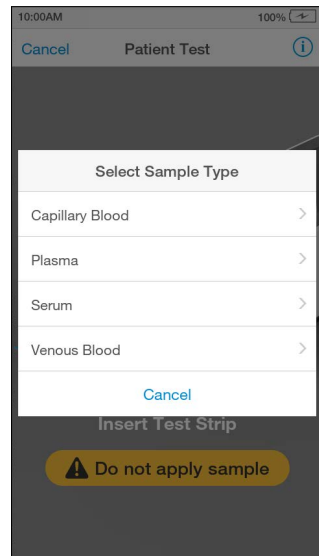 10:00AM 100%
Cancel Patient Test
Select Sample Type
Capillary Blood
Plasma
Serum
Venous Blood
Cancel
Insert Test Strip
Do not apply sample